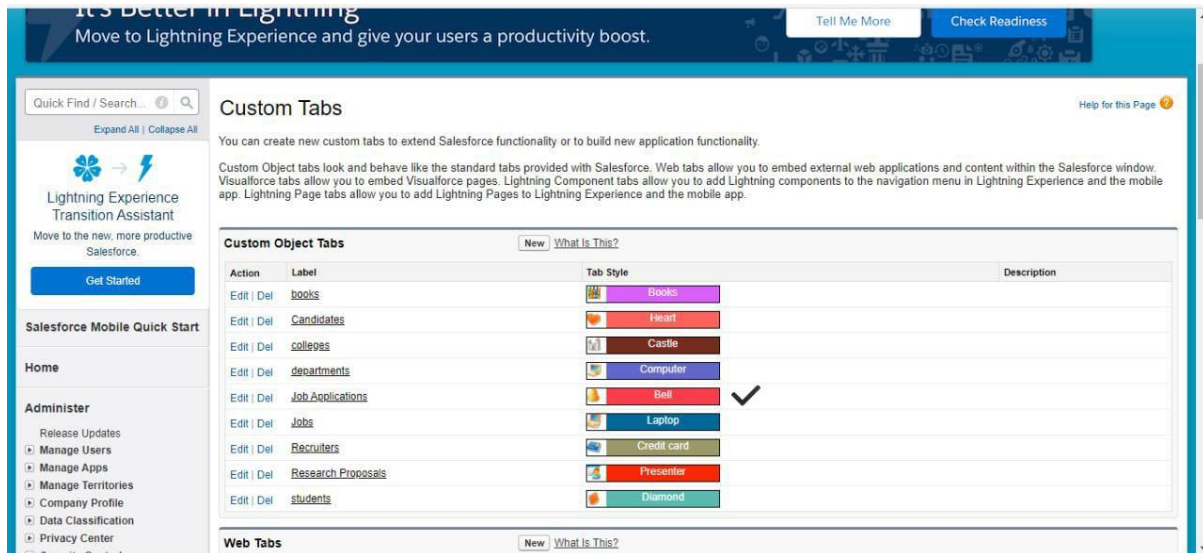 It's Better in Lightning
Move to Lightning Experience and give your users a productivity boost.
Tell Me More
Check Readiness
Quick Find / Search...
Expand All | Collapse All
Lightning Experience
Transition Assistant
Move to the new, more productive
Salesforce.
Get Started
Salesforce Mobile Quick Start
Home
Administer
Release Updates
Manage Users
Manage Apps
Manage Territories
Company Profile
Data Classification
Privacy Center
Custom Tabs
Help for this Page
You can create new custom tabs to extend Salesforce functionality or to build new application functionality.
Custom Object tabs look and behave like the standard tabs provided with Salesforce. Web tabs allow you to embed external web applications and content within the Salesforce window.
Visualforce tabs allow you to embed Visualforce pages. Lightning Component tabs allow you to add Lightning components to the navigation menu in Lightning Experience and the mobile
app. Lightning Page tabs allow you to add Lightning Pages to Lightning Experience and the mobile app.
Custom Object Tabs New What Is This?
Action Label Tab Style Description
Edit | Del books Books
Edit | Del Candidates Heart
Edit | Del colleges Castle
Edit | Del departments Computer
Edit | Del Job Applications Bell
Edit | Del Jobs Laptop
Edit | Del Recruiters Credit card
Edit | Del Research Proposals Presenter
Edit | Del students Diamond
Web Tabs New What Is This?